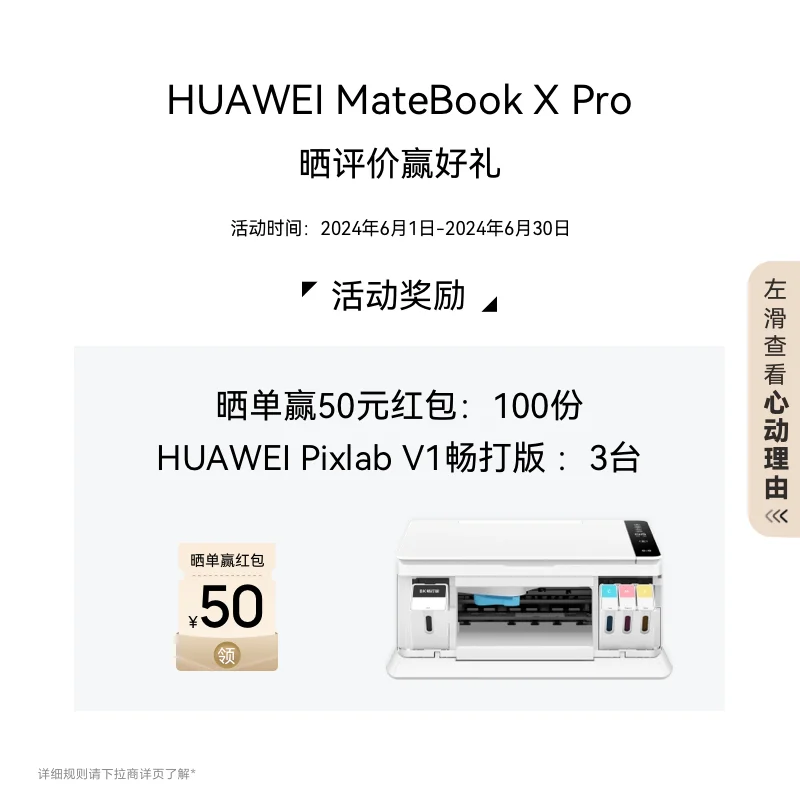 HUAWEI MateBook X Pro
晒评价赢好礼
活动时间：2024年6月1日-2024年6月30日
活动奖励
晒单赢50元红包：100份
HUAWEI Pixlab V1畅打版：3台
晒单赢红包
¥50
领
左滑查看心动理由
详细规则请下拉商详页了解*